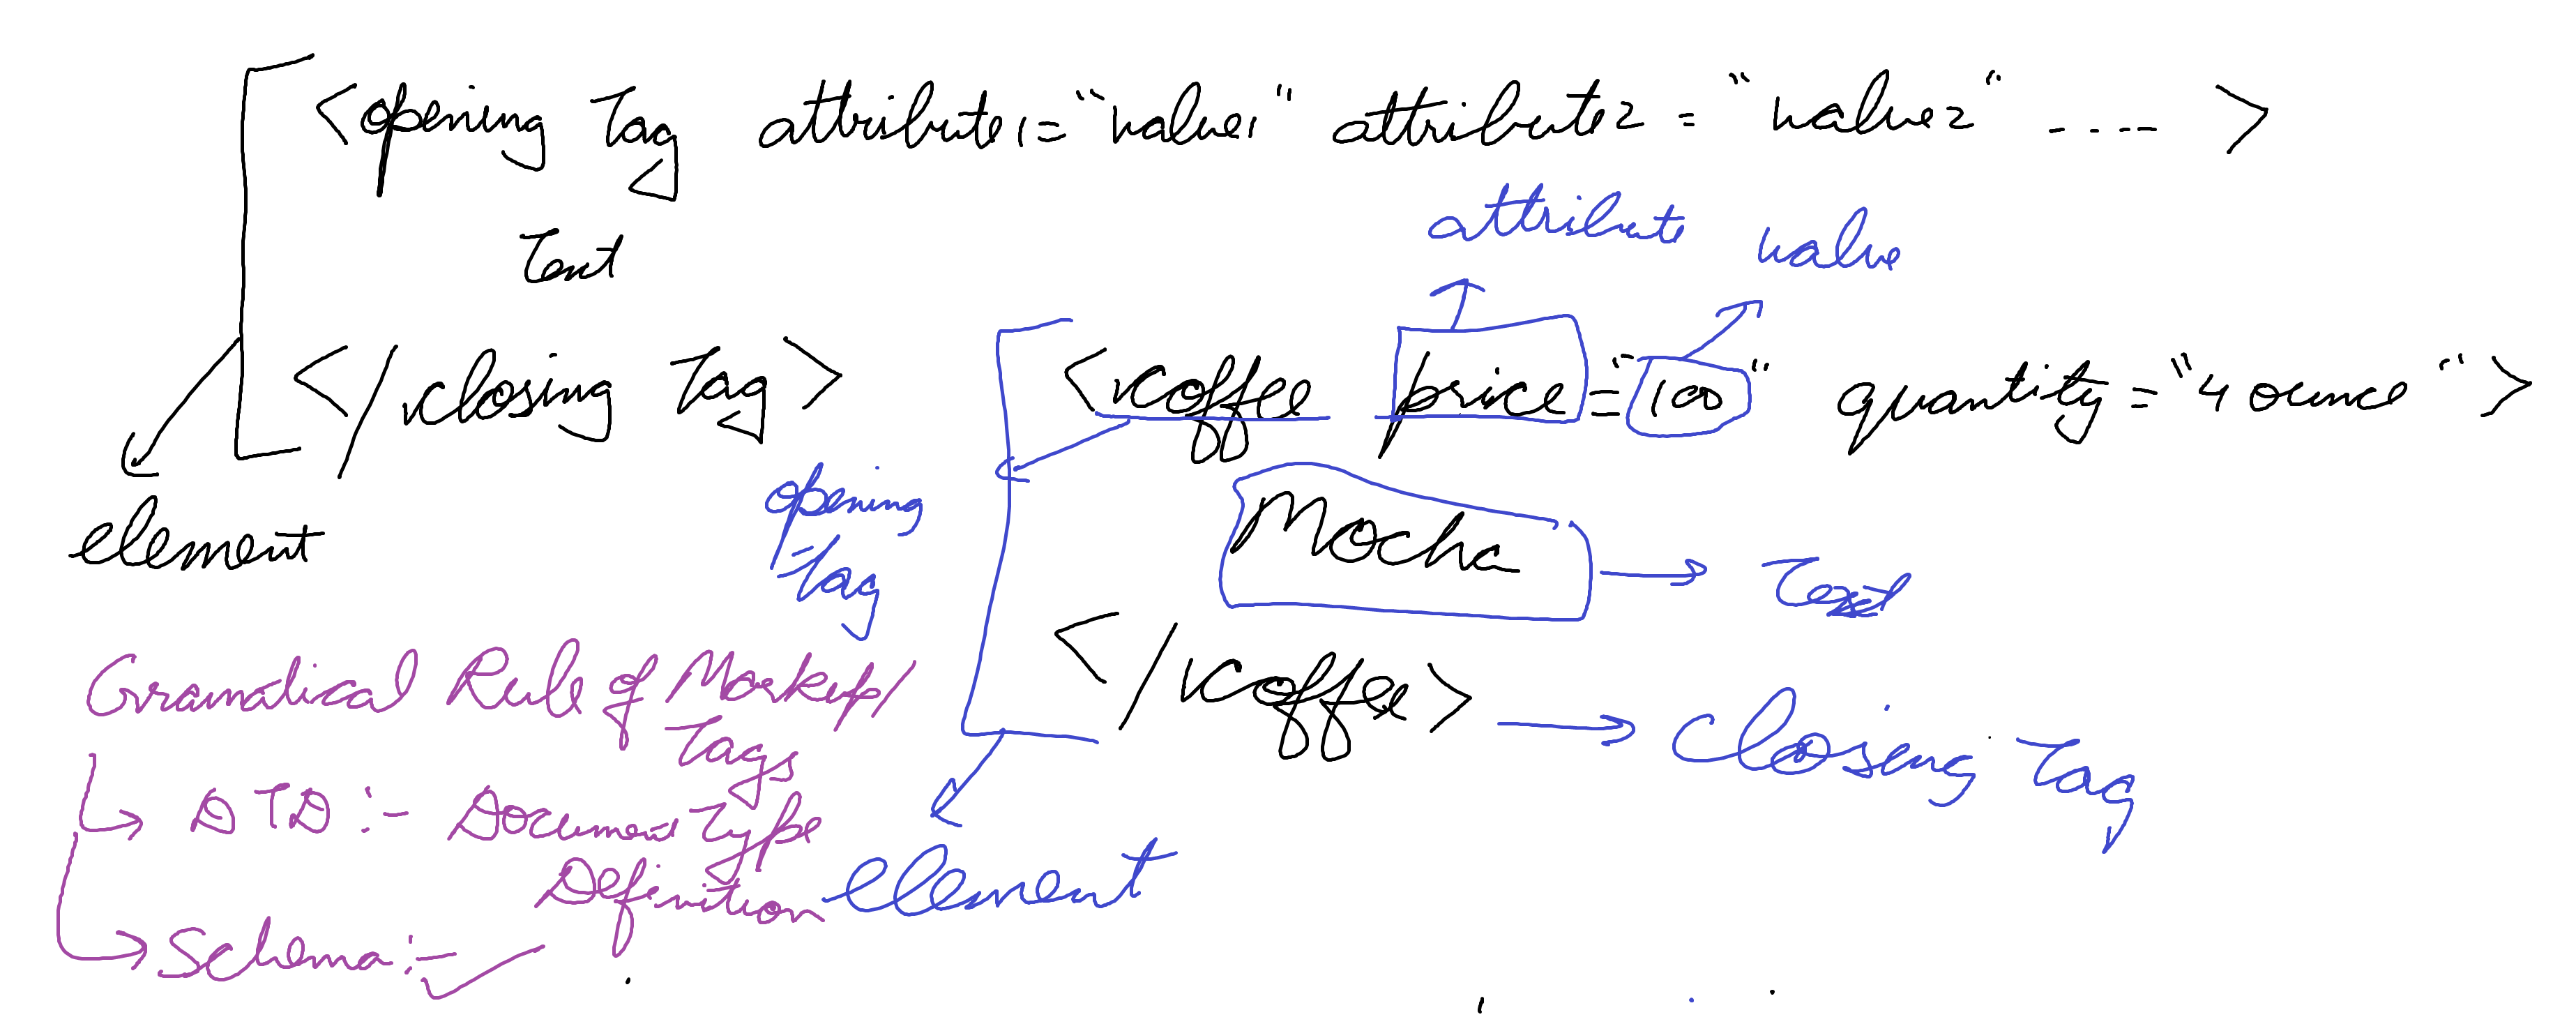 <opening Tag attribute1="value1" attribute2 = "value2" ---- >
Text
</closing Tag>
element
attribute value
<coffee price="100" quantity="4 ounce">
opening
Tag
Mocha
Text
</coffee>
closing Tag
element
Gramatical Rule of Markup/
Tags
DTD :- Document Type
Definition
Schema :-